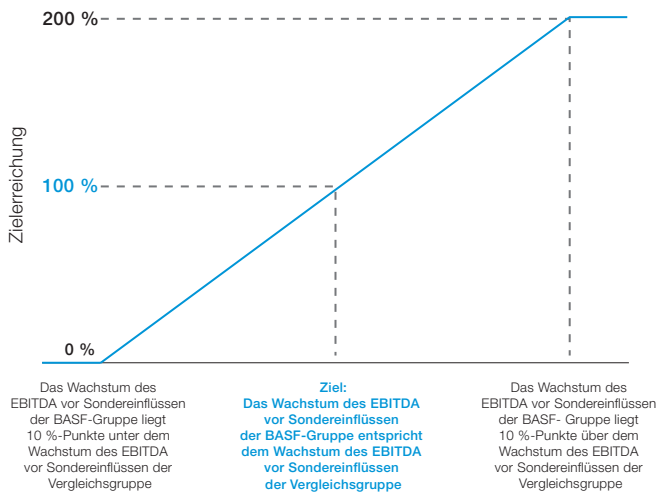 200 %
Zielerreichung
100 %
0 %
Das Wachstum des
EBITDA vor Sondereinflüssen
der BASF-Gruppe liegt
10 %-Punkte unter dem
Wachstum des EBITDA
vor Sondereinflüssen der
Vergleichsgruppe
Ziel:
Das Wachstum des EBITDA
vor Sondereinflüssen
der BASF-Gruppe entspricht
dem Wachstum des EBITDA
vor Sondereinflüssen
der Vergleichsgruppe
Das Wachstum des
EBITDA vor Sondereinflüssen
der BASF- Gruppe liegt
10 %-Punkte über dem
Wachstum des EBITDA
vor Sondereinflüssen der
Vergleichsgruppe